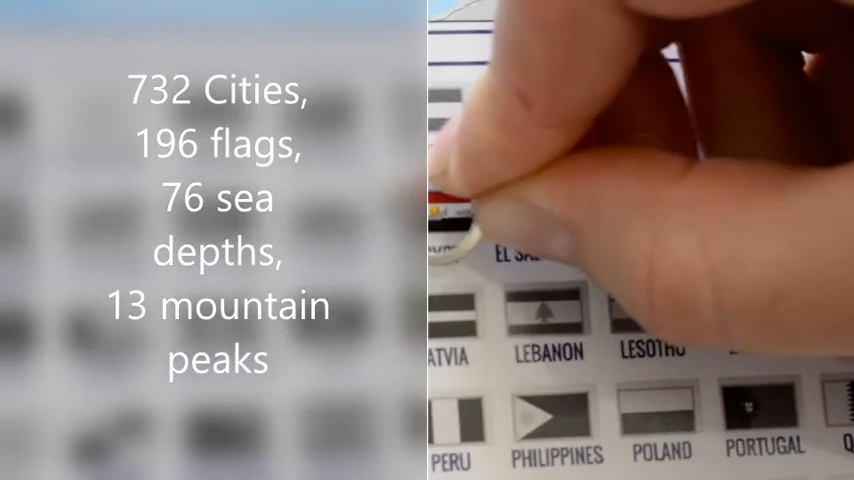 732 Cities,
196 flags,
76 sea
depths,
13 mountain
peaks
LEBANON
LESOTHO
PERU
PHILIPPINES
POLAND
PORTUGAL